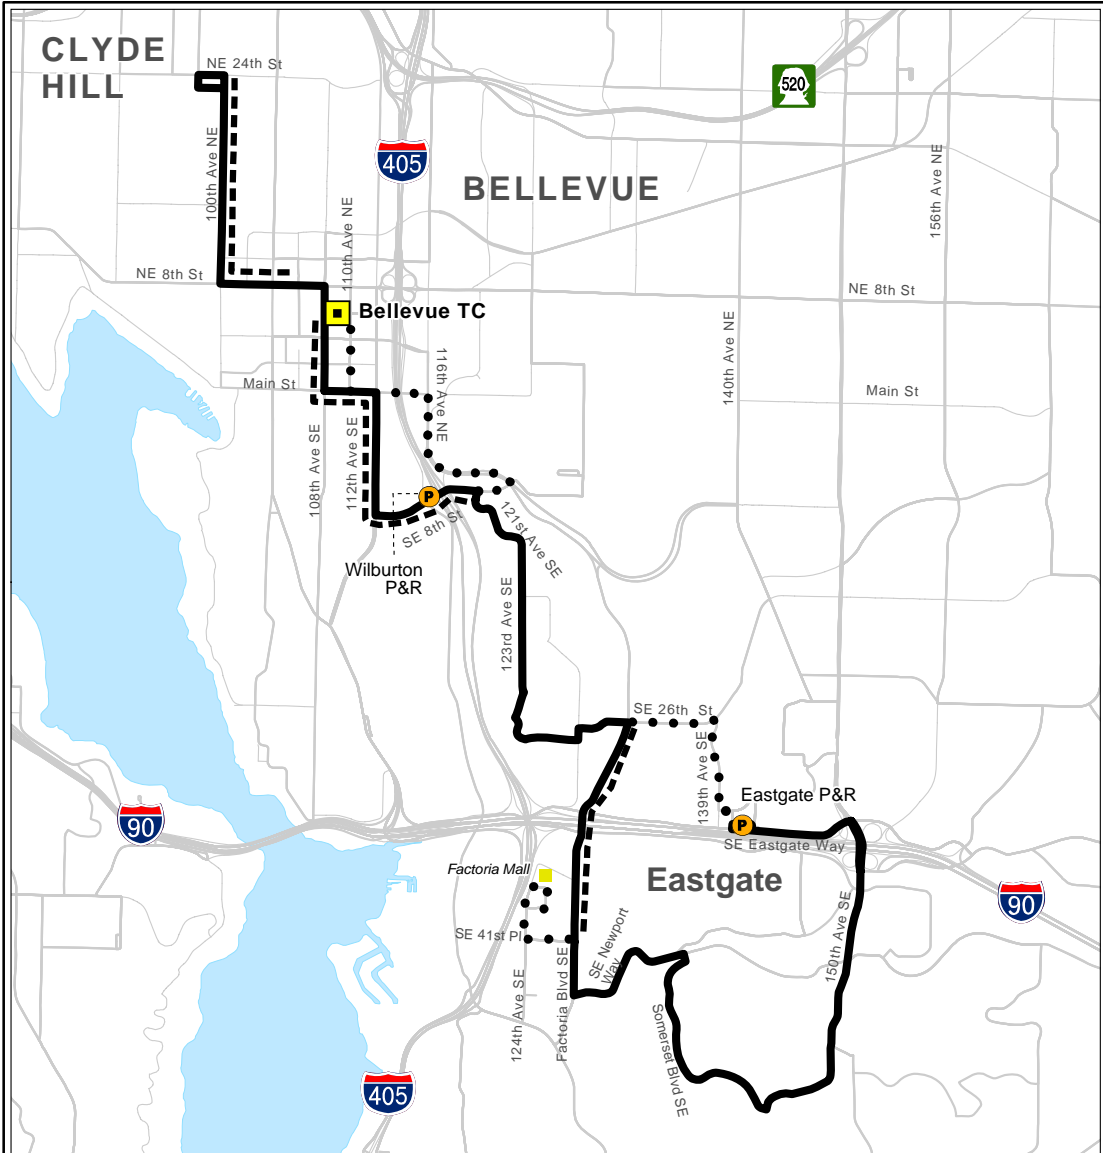 CLYDE
HILL
NE 24th St
520
100th Ave NE
405
BELLEVUE
156th Ave NE
110th Ave NE
NE 8th St
NE 8th St
Bellevue TC
140th Ave NE
116th Ave NE
Main St
Main St
108th Ave SE
112th Ave SE
P
SE 8th St
121st Ave SE
Wilburton
P&R
123rd Ave SE
SE 26th St
139th Ave SE
Eastgate P&R
P
SE Eastgate Way
90
Factoria Mall
Eastgate
90
SE 41st Pl
SE Newport
Way
150th Ave SE
124th Ave SE
Factoria Blvd SE
Somerset Blvd SE
405